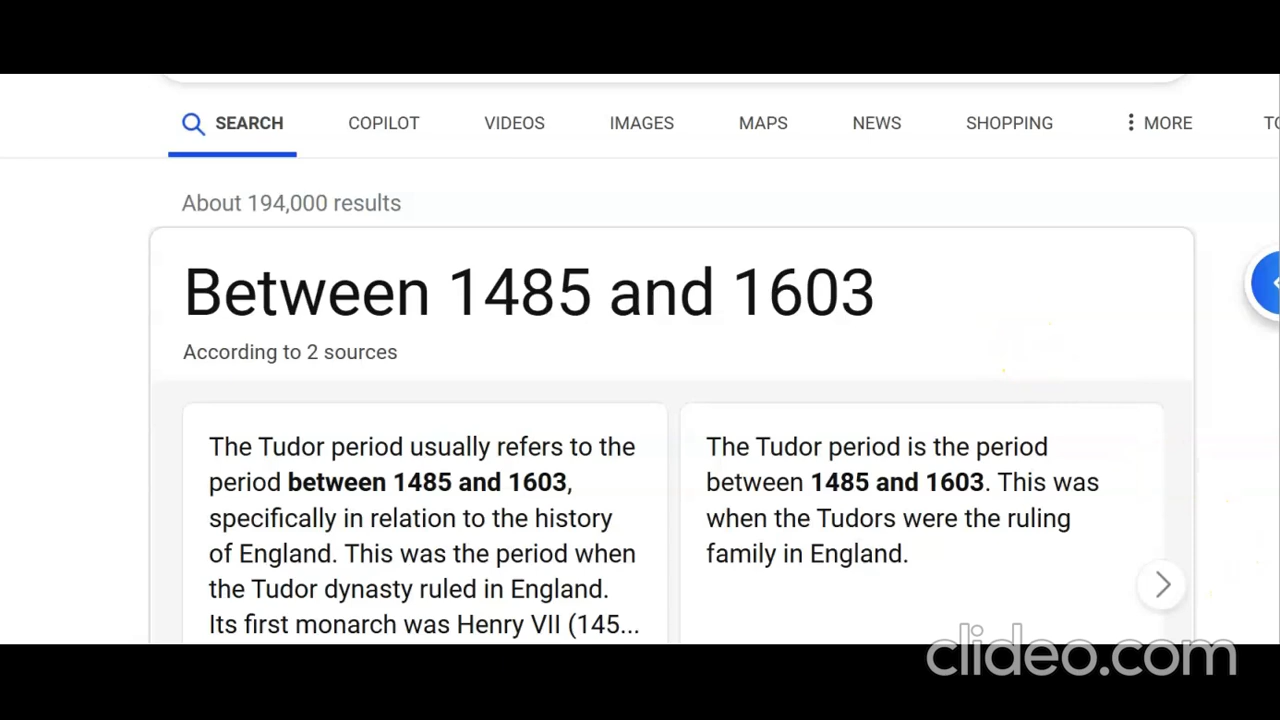 SEARCH COPILOT VIDEOS IMAGES MAPS NEWS SHOPPING MORE
About 194,000 results
Between 1485 and 1603
According to 2 sources
The Tudor period usually refers to the
period between 1485 and 1603,
specifically in relation to the history
of England. This was the period when
the Tudor dynasty ruled in England.
Its first monarch was Henry VII (145...
The Tudor period is the period
between 1485 and 1603. This was
when the Tudors were the ruling
family in England.
clideo.com